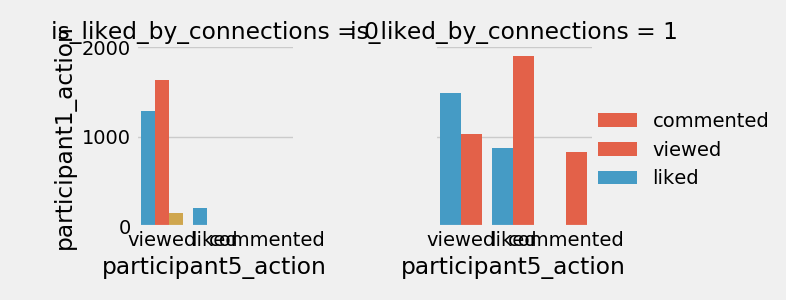 is_liked_by_connections = 0
is_liked_by_connections = 1
participant1_action
2000
1000
0
viewed
liked
commented
participant5_action
viewed
liked
commented
participant5_action
commented
viewed
liked